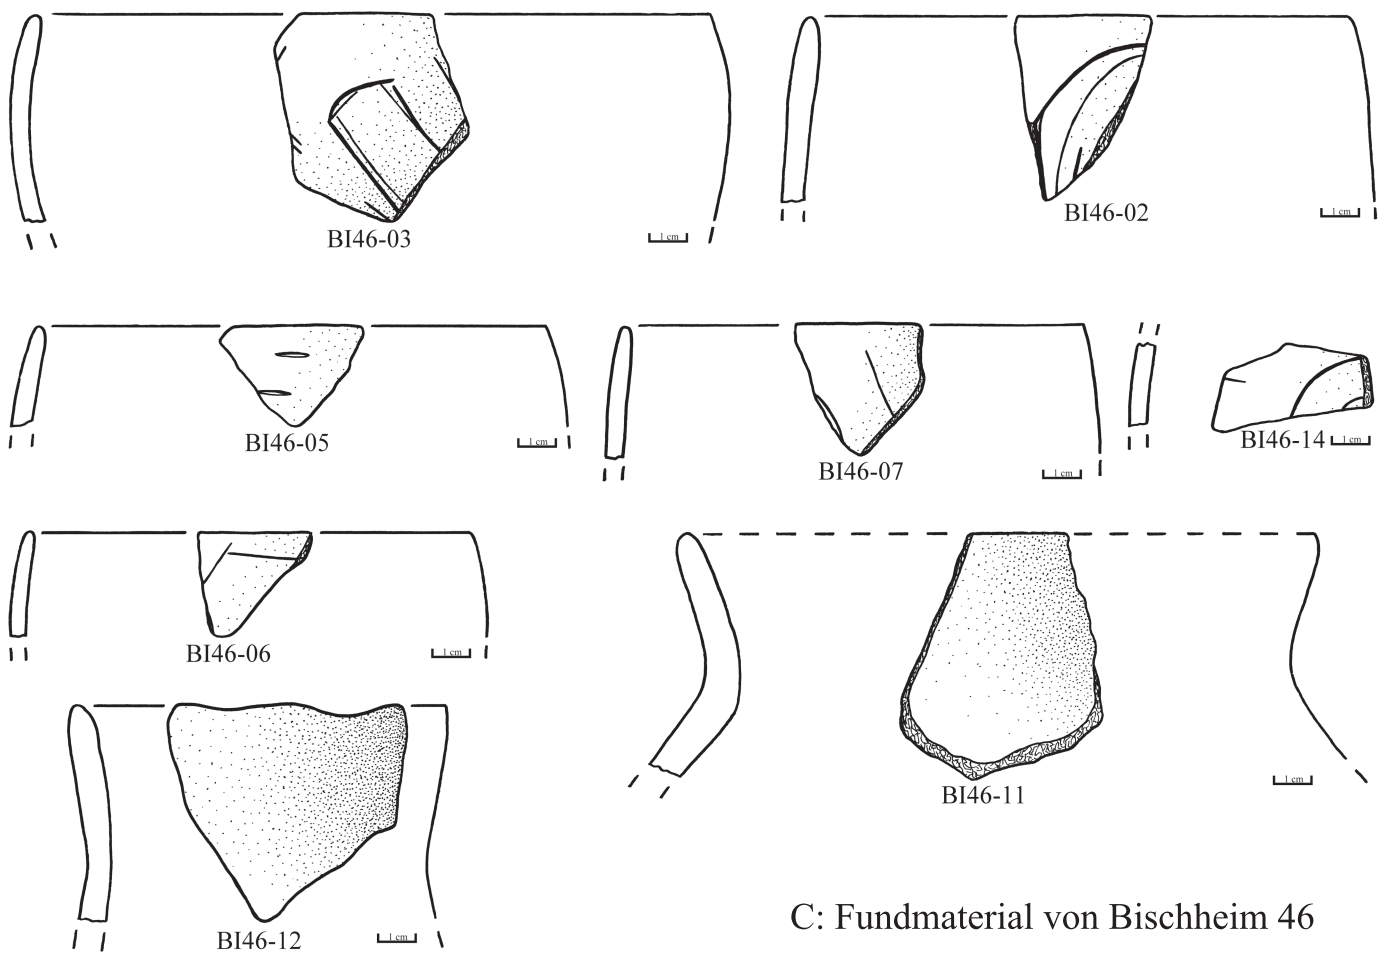 BI46-03
1 cm
BI46-02
1 cm
BI46-05
1 cm
BI46-07
1 cm
BI46-14
1 cm
BI46-06
1 cm
BI46-11
1 cm
BI46-12
1 cm
C: Fundmaterial von Bischheim 46